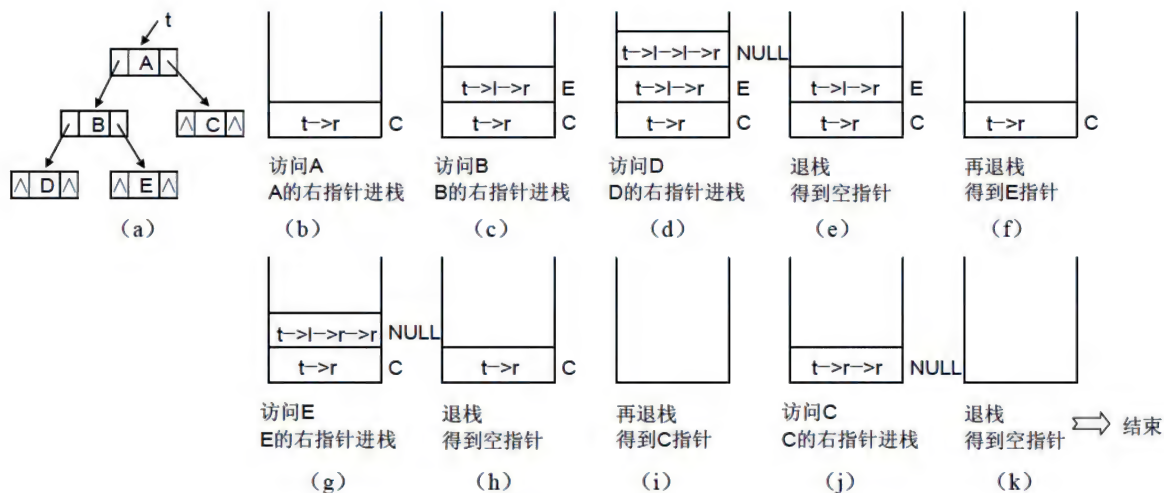 t
A
B
C
∧ ∧
D
∧ ∧
E
∧ ∧
(a)
t->r C
访问A
A的右指针进栈
(b)
t->l->r E
t->r C
访问B
B的右指针进栈
(c)
t->l->l->r NULL
t->l->r E
t->r C
访问D
D的右指针进栈
(d)
t->l->r E
t->r C
退栈
得到空指针
(e)
t->r C
再退栈
得到E指针
(f)
t->l->r->r NULL
t->r C
访问E
E的右指针进栈
(g)
t->r C
退栈
得到空指针
(h)
再退栈
得到C指针
(i)
t->r->r NULL
访问C
C的右指针进栈
(j)
退栈
得到空指针
(k)
结束